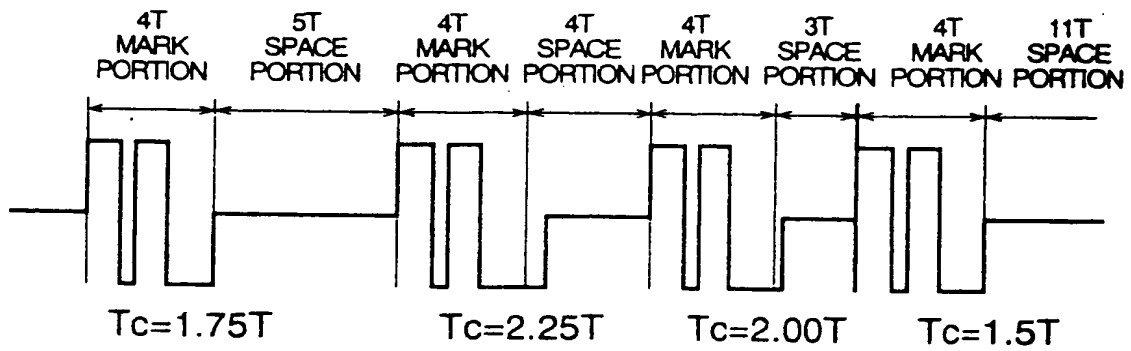 4T MARK PORTION
5T SPACE PORTION
4T MARK PORTION
4T SPACE PORTION
4T MARK PORTION
3T SPACE PORTION
4T MARK PORTION
11T SPACE PORTION
Tc=1.75T
Tc=2.25T
Tc=2.00T
Tc=1.5T